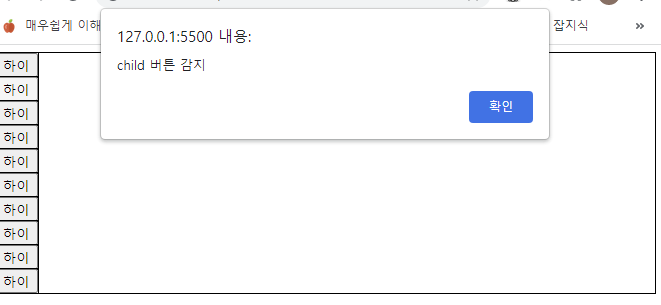 매우쉽게 이해
잡지식
»
127.0.0.1:5500 내용:
child 버튼 감지
확인
하이
하이
하이
하이
하이
하이
하이
하이
하이
하이